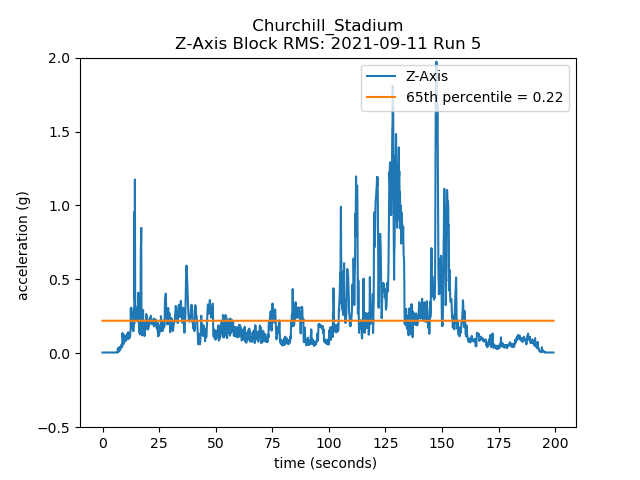 Churchill_Stadium
Z-Axis Block RMS: 2021-09-11 Run 5
Z-Axis
65th percentile = 0.22
2.0
1.5
1.0
0.5
0.0
−0.5
acceleration (g)
0 25 50 75 100 125 150 175 200
time (seconds)